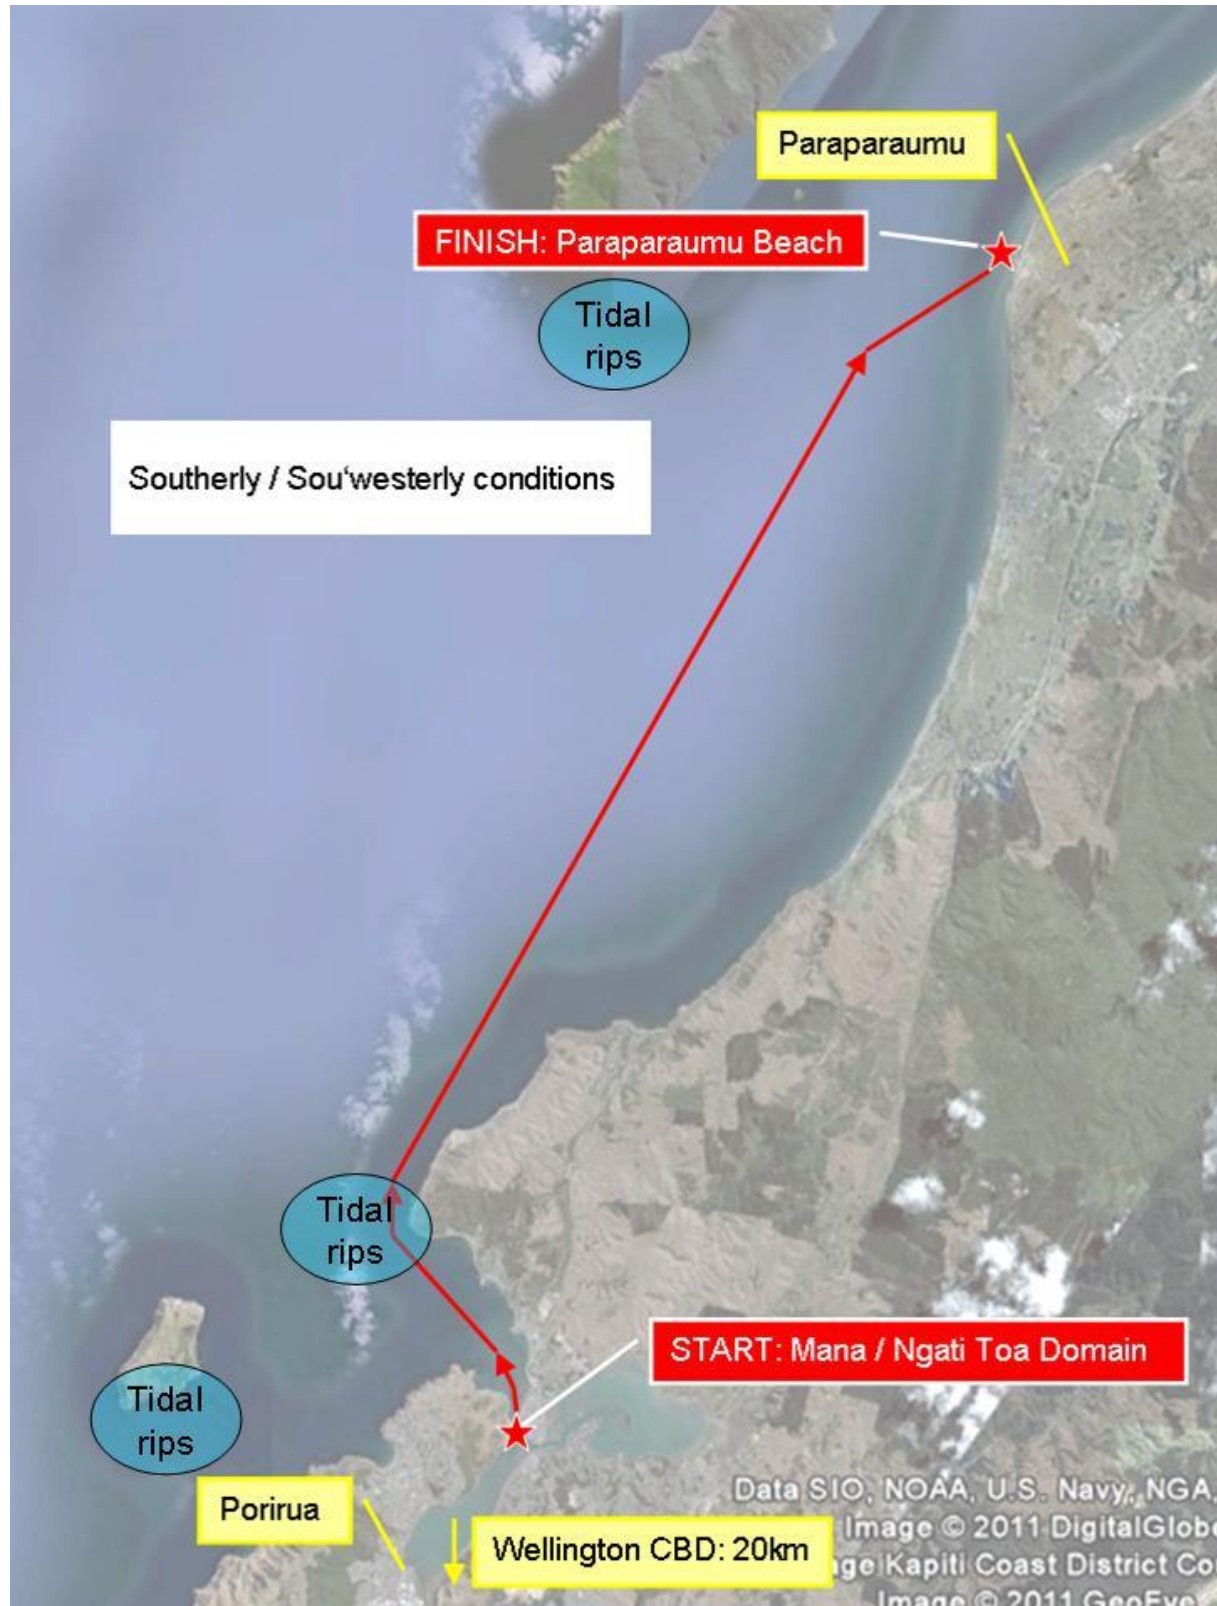 Paraparaumu
FINISH: Paraparaumu Beach
Tidal
rips
Southerly / Sou‘westerly conditions
Tidal
rips
START: Mana / Ngati Toa Domain
Tidal
rips
Porirua
Wellington CBD: 20km
Data SIO, NOAA, U.S. Navy, NGA,
Image © 2011 DigitalGlobe
Kapiti Coast District
Image © 2011 GeoEye